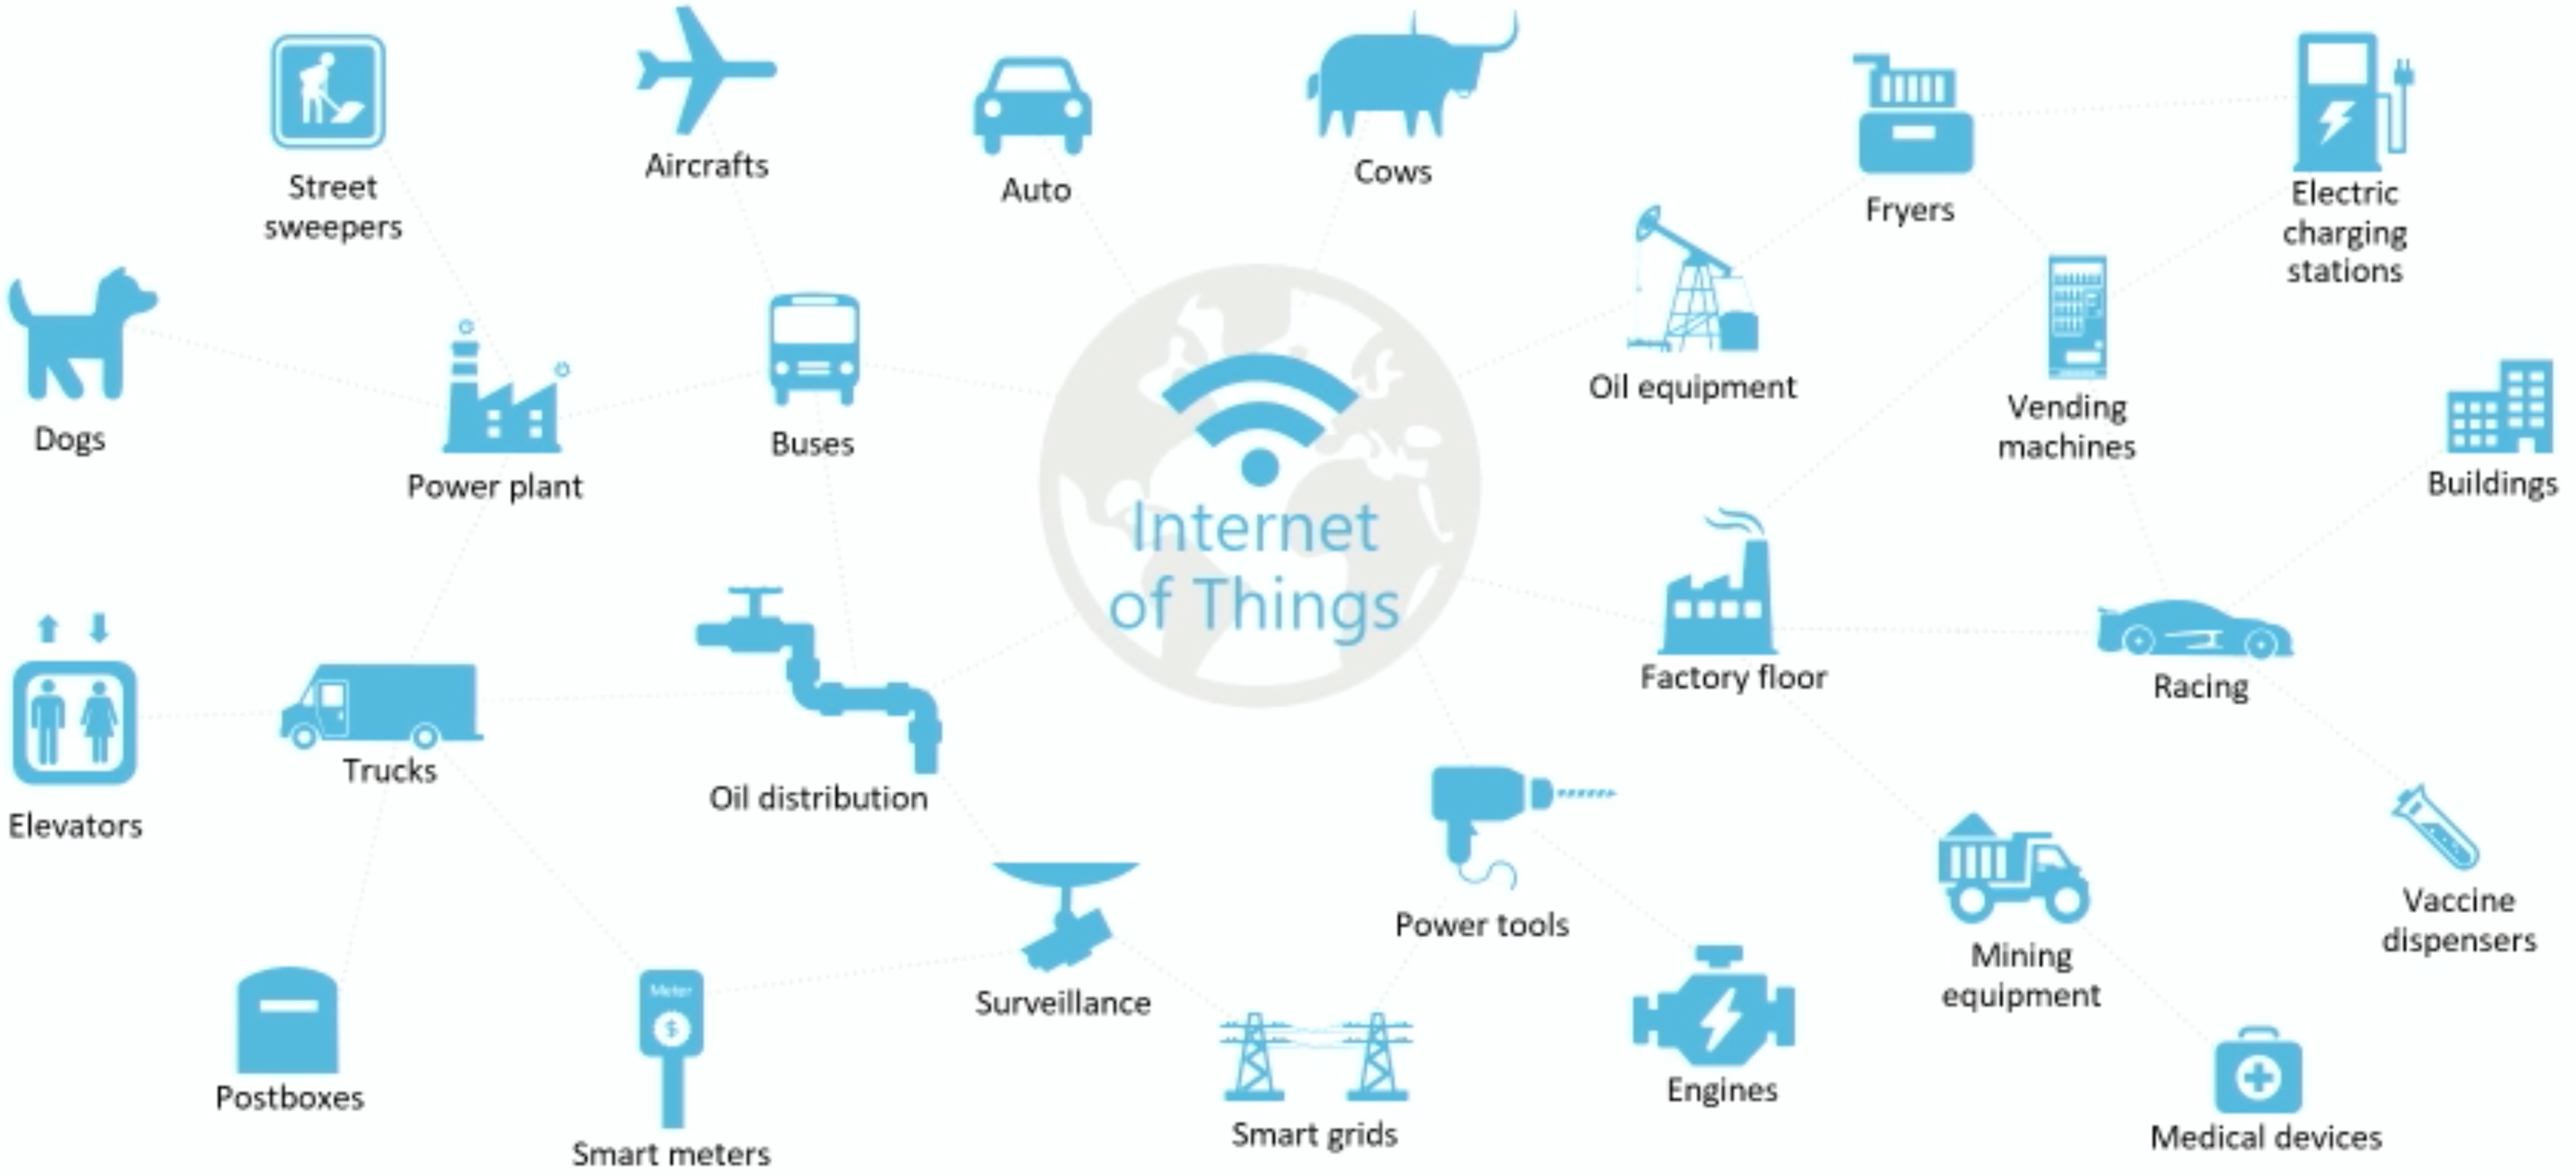 Street
sweepers
Aircrafts
Auto
Cows
Fryers
Electric
charging
stations
Dogs
Power plant
Buses
Oil equipment
Vending
machines
Buildings
Internet
of Things
Elevators
Trucks
Oil distribution
Factory floor
Racing
Power tools
Vaccine
dispensers
Mining
equipment
Surveillance
Postboxes
Meter
$
Smart meters
Smart grids
Engines
Medical devices